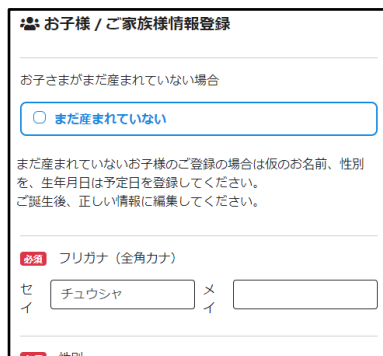 お子様 / ご家族様情報登録
お子さまがまだ産まれていない場合
まだ産まれていない
まだ産まれていないお子様のご登録の場合は仮のお名前、性別
を、生年月日は予定日を登録してください。
ご誕生後、正しい情報に編集してください。
必須 フリガナ（全角カナ）
セイ チュウシャ メイ